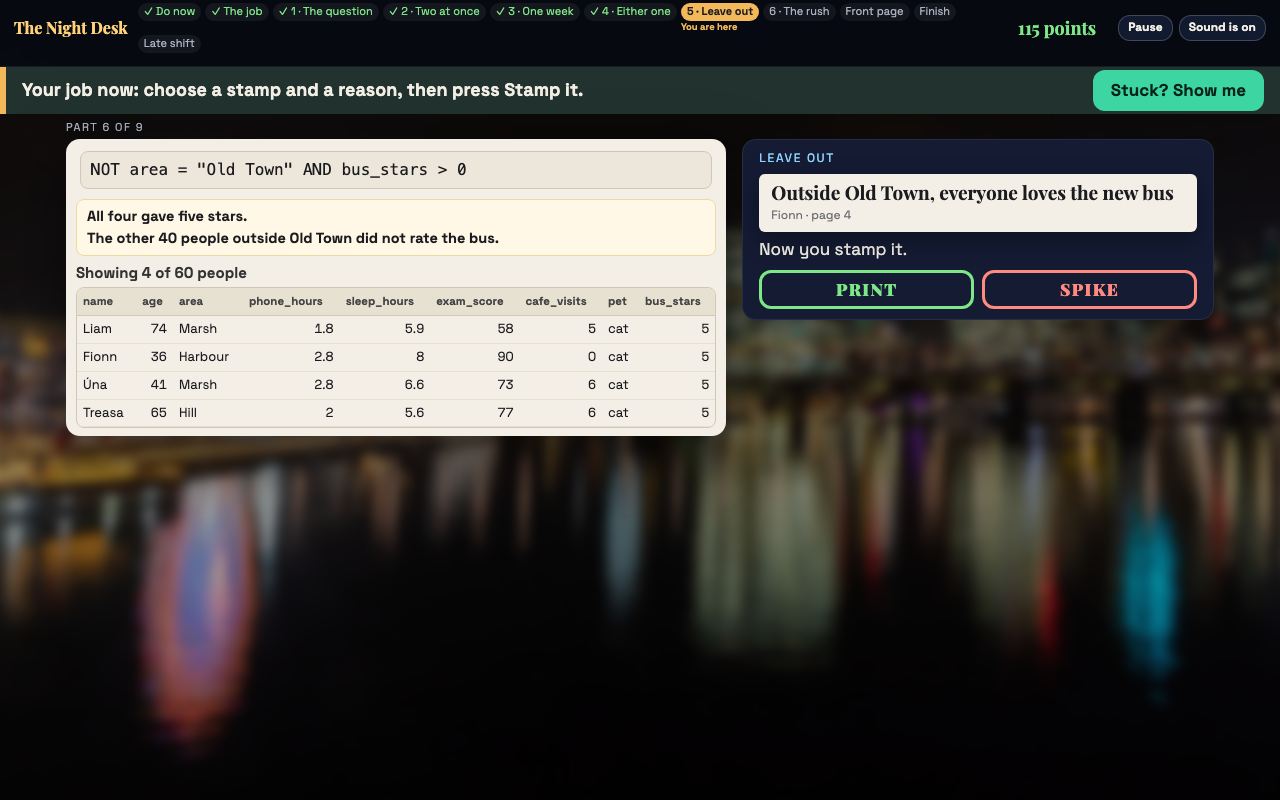 The Night Desk
✓ Do now ✓ The job ✓ 1 · The question ✓ 2 · Two at once ✓ 3 · One week ✓ 4 · Either one 5 · Leave out 6 · The rush Front page Finish
You are here
Late shift
115 points
Pause Sound is on
Your job now: choose a stamp and a reason, then press Stamp it.
Stuck? Show me
PART 6 OF 9
NOT area = "Old Town" AND bus_stars > 0
All four gave five stars.
The other 40 people outside Old Town did not rate the bus.
Showing 4 of 60 people
name age area phone_hours sleep_hours exam_score cafe_visits pet bus_stars
Liam 74 Marsh 1.8 5.9 58 5 cat 5
Fionn 36 Harbour 2.8 8 90 0 cat 5
Úna 41 Marsh 2.8 6.6 73 6 cat 5
Treasa 65 Hill 2 5.6 77 6 cat 5
LEAVE OUT
Outside Old Town, everyone loves the new bus
Fionn · page 4
Now you stamp it.
PRINT SPIKE